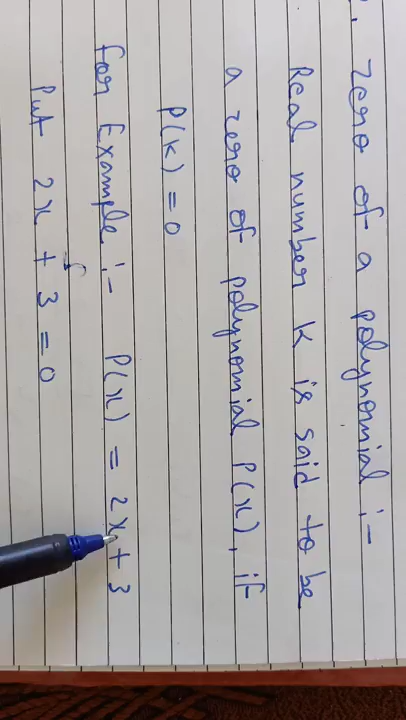 . zero of a polynomial :-
Real number K is said to be
a zero of polynomial P(x), if
P(K) = 0
for Example :- P(x) = 2x + 3
Put 2x + 3 = 0